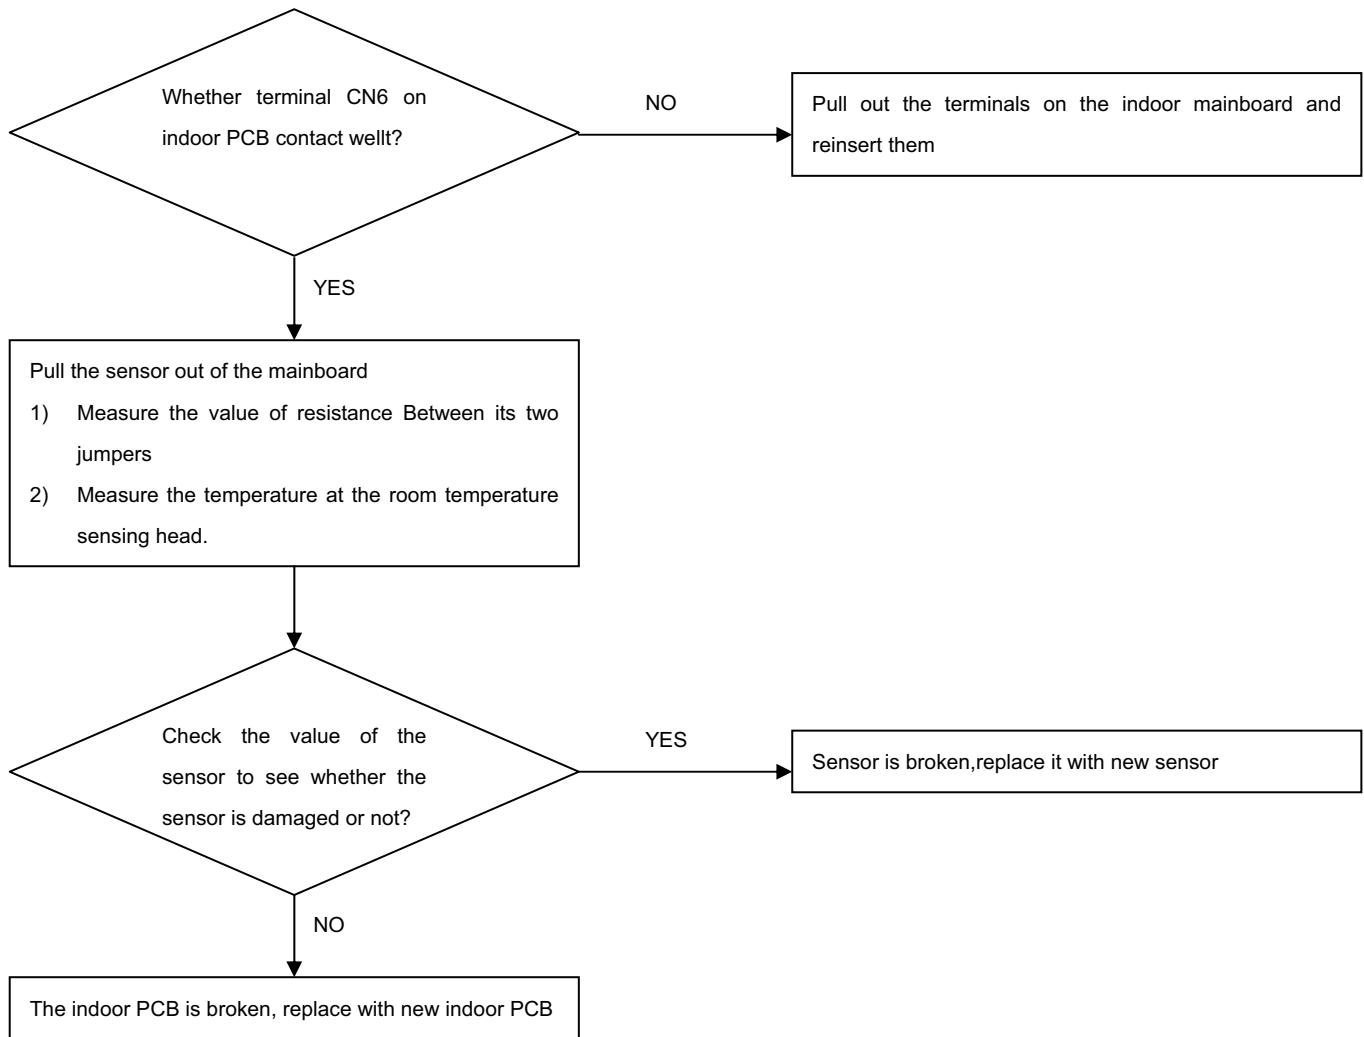 Whether terminal CN6 on
indoor PCB contact wellt?
NO
Pull out the terminals on the indoor mainboard and
reinsert them
YES
Pull the sensor out of the mainboard
1) Measure the value of resistance Between its two
jumpers
2) Measure the temperature at the room temperature
sensing head.
Check the value of the
sensor to see whether the
sensor is damaged or not?
YES
Sensor is broken,replace it with new sensor
NO
The indoor PCB is broken, replace with new indoor PCB